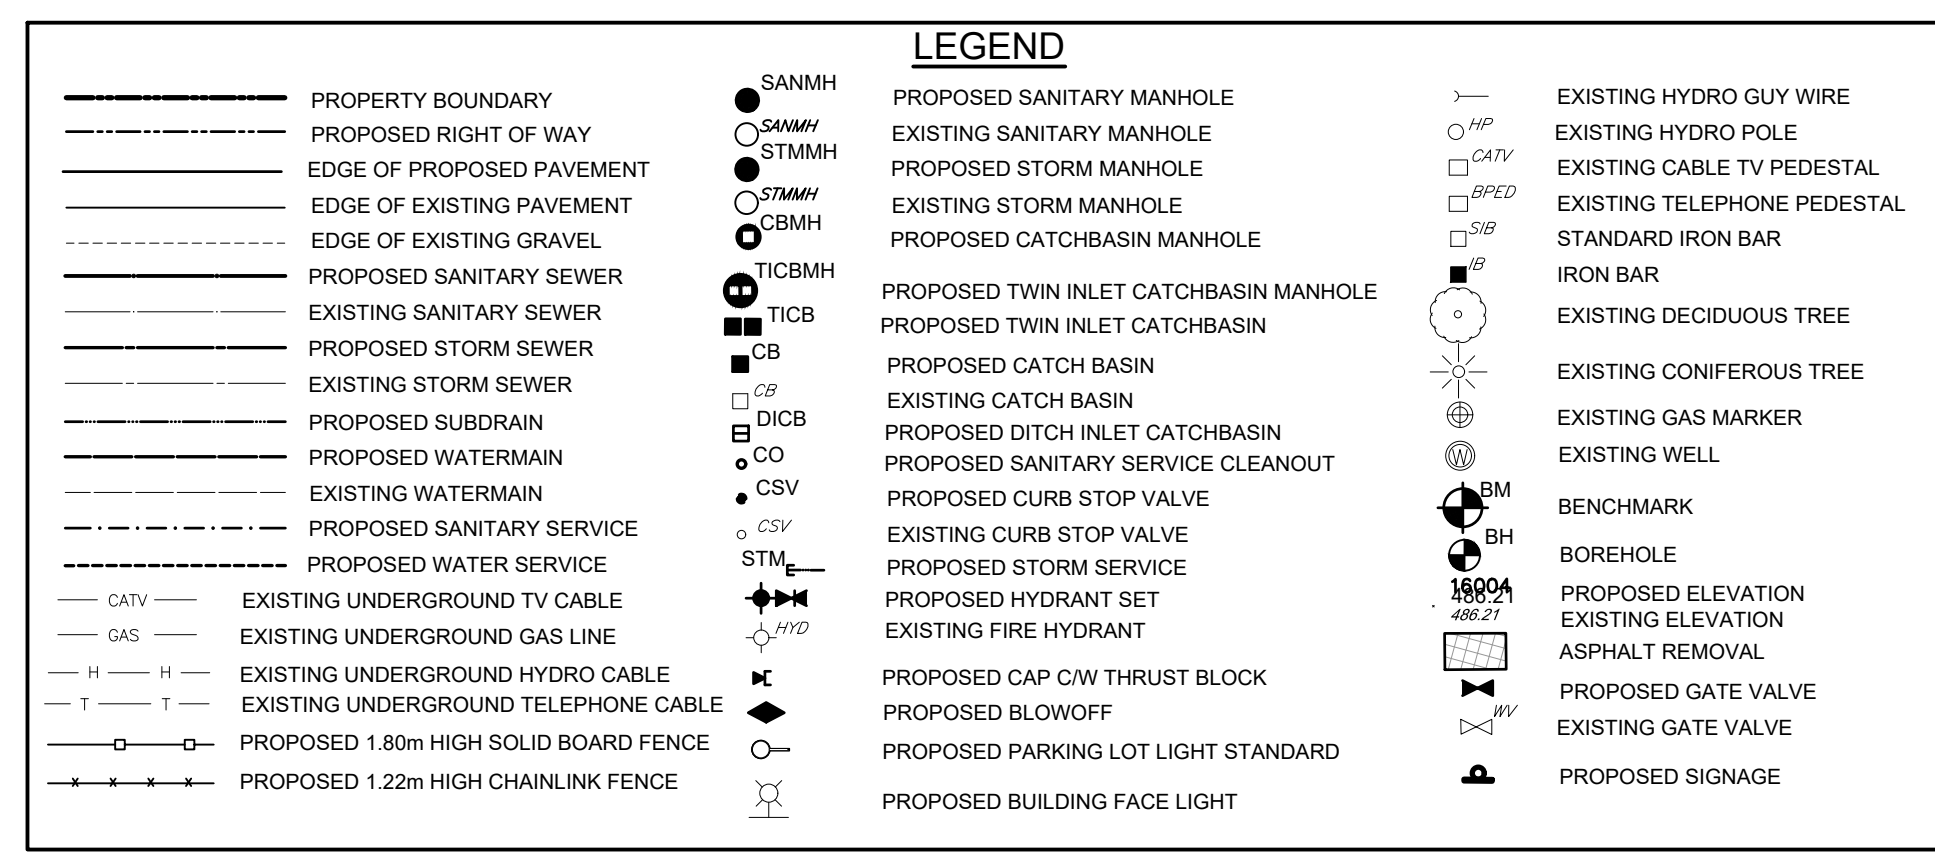 LEGEND
PROPERTY BOUNDARY
PROPOSED RIGHT OF WAY
EDGE OF PROPOSED PAVEMENT
EDGE OF EXISTING PAVEMENT
EDGE OF EXISTING GRAVEL
PROPOSED SANITARY SEWER
EXISTING SANITARY SEWER
PROPOSED STORM SEWER
EXISTING STORM SEWER
PROPOSED SUBDRAIN
PROPOSED WATERMAIN
EXISTING WATERMAIN
PROPOSED SANITARY SERVICE
PROPOSED WATER SERVICE
CATV EXISTING UNDERGROUND TV CABLE
GAS EXISTING UNDERGROUND GAS LINE
H H EXISTING UNDERGROUND HYDRO CABLE
T T EXISTING UNDERGROUND TELEPHONE CABLE
PROPOSED 1.80m HIGH SOLID BOARD FENCE
x x x x PROPOSED 1.22m HIGH CHAINLINK FENCE
SANMH PROPOSED SANITARY MANHOLE
SANMH EXISTING SANITARY MANHOLE
STMMH PROPOSED STORM MANHOLE
STMMH EXISTING STORM MANHOLE
CBMH PROPOSED CATCHBASIN MANHOLE
TICBMH PROPOSED TWIN INLET CATCHBASIN MANHOLE
TICB PROPOSED TWIN INLET CATCHBASIN
CB PROPOSED CATCH BASIN
CB EXISTING CATCH BASIN
DICB PROPOSED DITCH INLET CATCHBASIN
CO PROPOSED SANITARY SERVICE CLEANOUT
CSV PROPOSED CURB STOP VALVE
CSV EXISTING CURB STOP VALVE
STM PROPOSED STORM SERVICE
PROPOSED HYDRANT SET
HYD EXISTING FIRE HYDRANT
PROPOSED CAP C/W THRUST BLOCK
PROPOSED BLOWOFF
PROPOSED PARKING LOT LIGHT STANDARD
PROPOSED BUILDING FACE LIGHT
EXISTING HYDRO GUY WIRE
HP EXISTING HYDRO POLE
CATV EXISTING CABLE TV PEDESTAL
BPED EXISTING TELEPHONE PEDESTAL
SIB STANDARD IRON BAR
IB IRON BAR
EXISTING DECIDUOUS TREE
EXISTING CONIFEROUS TREE
EXISTING GAS MARKER
W EXISTING WELL
BM BENCHMARK
BH BOREHOLE
16004
486.21 PROPOSED ELEVATION
486.21 EXISTING ELEVATION
ASPHALT REMOVAL
PROPOSED GATE VALVE
WV EXISTING GATE VALVE
PROPOSED SIGNAGE